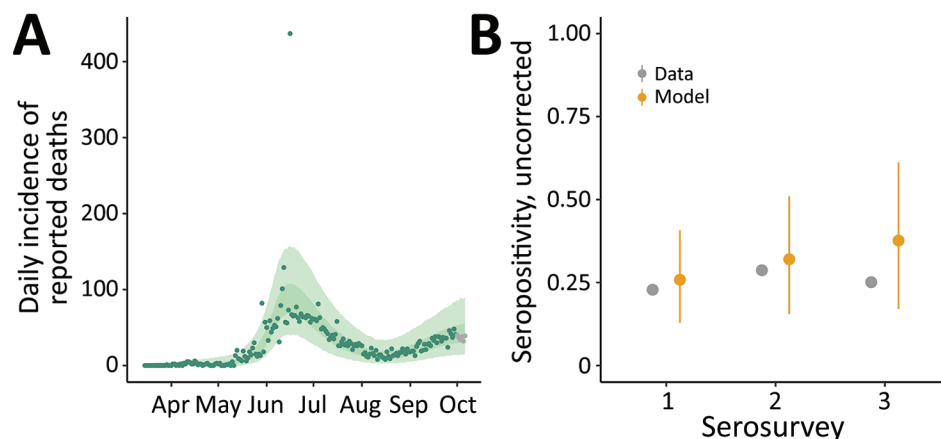 A
Daily incidence of
reported deaths
400
300
200
100
0
Apr May Jun Jul Aug Sep Oct
B
Seropositivity, uncorrected
1.00
0.75
0.50
0.25
0
Data
Model
1 2 3
Serosurvey